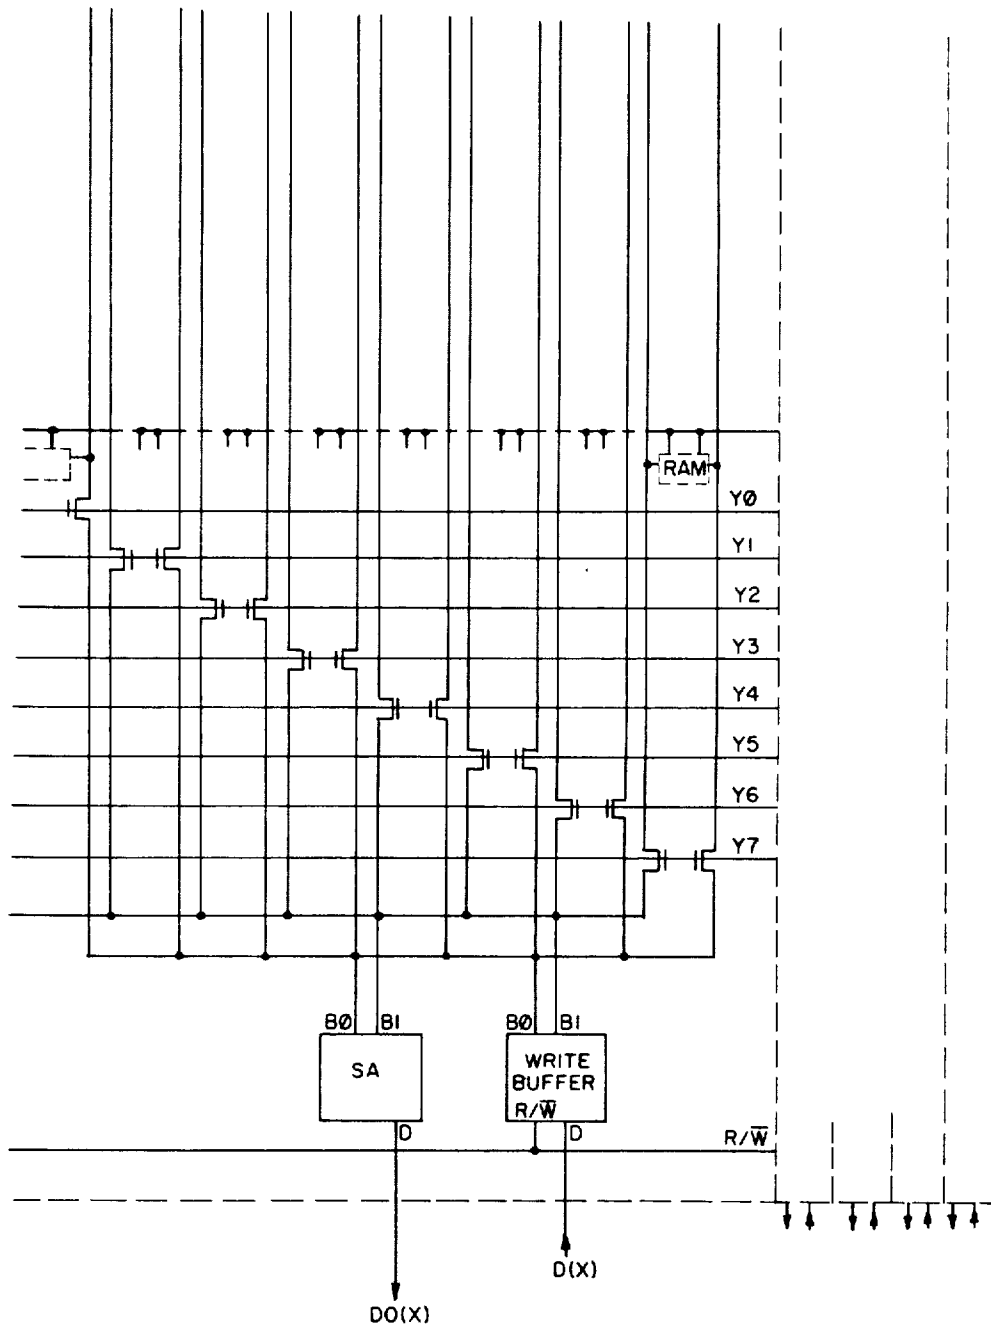 RAM
YØ
Y1
Y2
Y3
Y4
Y5
Y6
Y7
BØ B1
BØ B1
SA
WRITE
BUFFER
R/W̅
D
D
R/W̅
D(X)
DO(X)